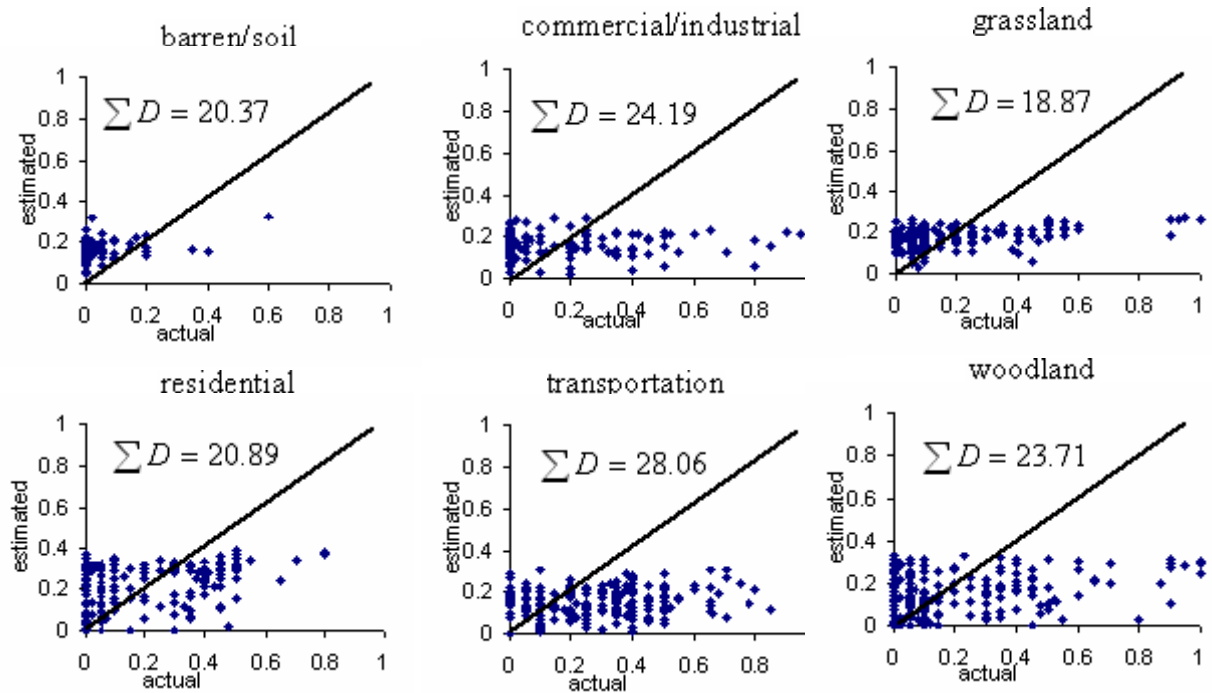 barren/soil
∑ D = 20.37
estimated
1
0.8
0.6
0.4
0.2
0
0 0.2 0.4 0.6 0.8 1
actual
commercial/industrial
∑ D = 24.19
estimated
1
0.8
0.6
0.4
0.2
0
0 0.2 0.4 0.6 0.8
actual
grassland
∑ D = 18.87
estimated
1
0.8
0.6
0.4
0.2
0
0 0.2 0.4 0.6 0.8 1
actual
residential
∑ D = 20.89
estimated
1
0.8
0.6
0.4
0.2
0
0 0.2 0.4 0.6 0.8 1
actual
transportation
∑ D = 28.06
estimated
1
0.8
0.6
0.4
0.2
0
0 0.2 0.4 0.6 0.8
actual
woodland
∑ D = 23.71
estimated
1
0.8
0.6
0.4
0.2
0
0 0.2 0.4 0.6 0.8 1
actual